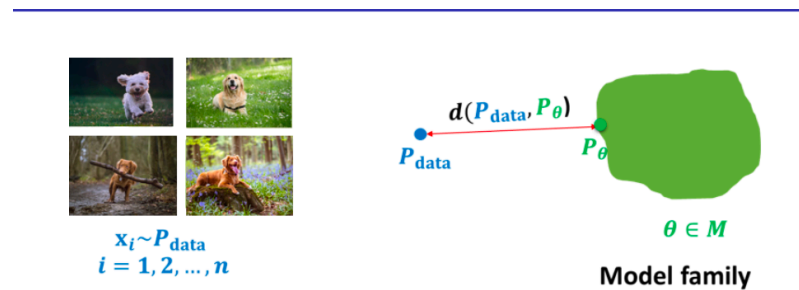 d(P_data, P_θ)
P_data
P_θ
x_i~P_data
i = 1, 2, ..., n
θ ∈ M
Model family